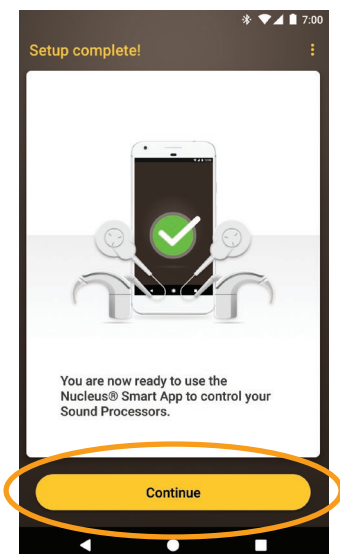 7:00
Setup complete!
You are now ready to use the
Nucleus® Smart App to control your
Sound Processors.
Continue